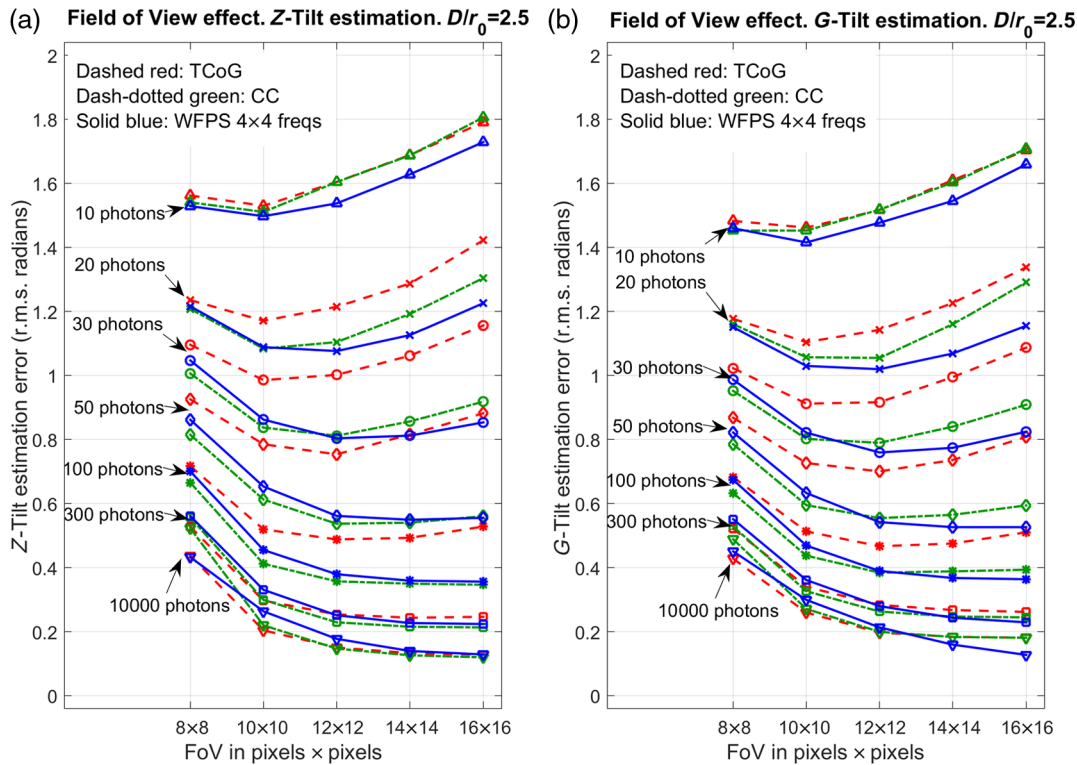 (a) Field of View effect. Z-Tilt estimation. D/r0=2.5
Dashed red: TCoG
Dash-dotted green: CC
Solid blue: WFPS 4×4 freqs
Z-Tilt estimation error (r.m.s. radians)
2
1.8
1.6
1.4
1.2
1
0.8
0.6
0.4
0.2
0
10 photons
20 photons
30 photons
50 photons
100 photons
300 photons
10000 photons
8×8 10×10 12×12 14×14 16×16
FoV in pixels × pixels
(b) Field of View effect. G-Tilt estimation. D/r0=2.5
Dashed red: TCoG
Dash-dotted green: CC
Solid blue: WFPS 4×4 freqs
G-Tilt estimation error (r.m.s. radians)
2
1.8
1.6
1.4
1.2
1
0.8
0.6
0.4
0.2
0
10 photons
20 photons
30 photons
50 photons
100 photons
300 photons
10000 photons
8×8 10×10 12×12 14×14 16×16
FoV in pixels × pixels